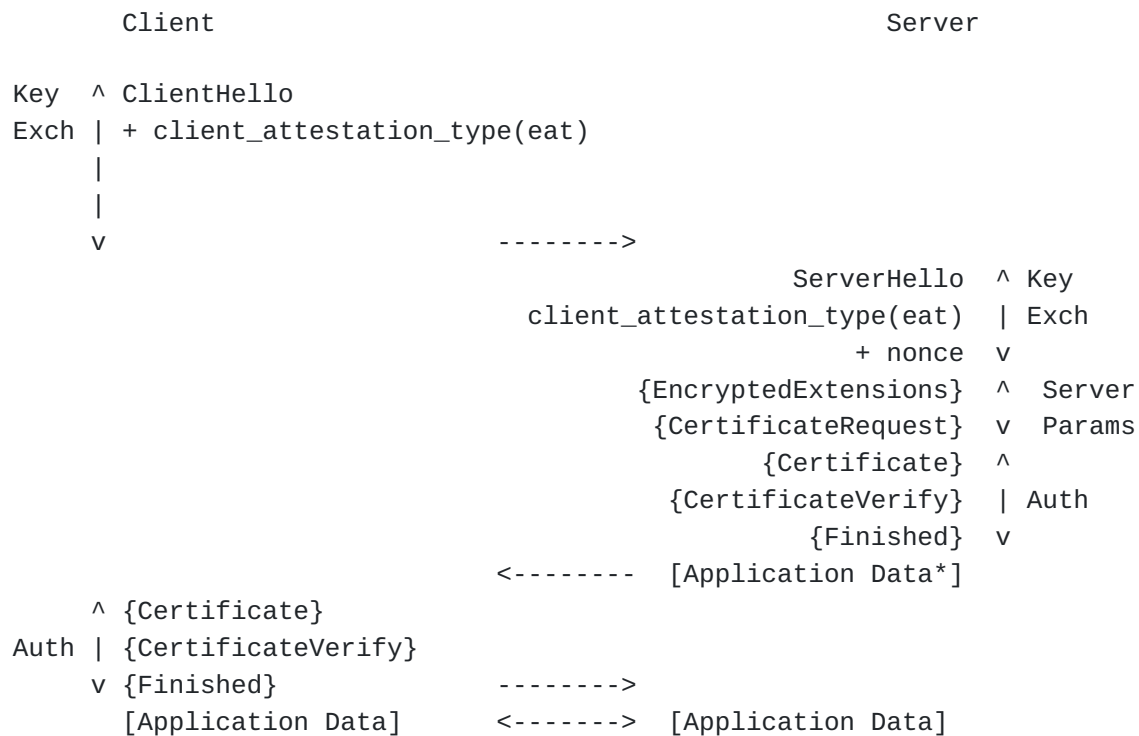 Client                                           Server

Key  ^ ClientHello
Exch | + client_attestation_type(eat)
     |
     |
     v                         -------->
                                                  ServerHello  ^ Key
                                 client_attestation_type(eat)  | Exch
                                                      + nonce  v
                                        {EncryptedExtensions}  ^  Server
                                         {CertificateRequest}  v  Params
                                                {Certificate}  ^
                                          {CertificateVerify}  | Auth
                                                   {Finished}  v
                               <--------  [Application Data*]
     ^ {Certificate}
Auth | {CertificateVerify}
     v {Finished}              -------->
       [Application Data]      <------->  [Application Data]